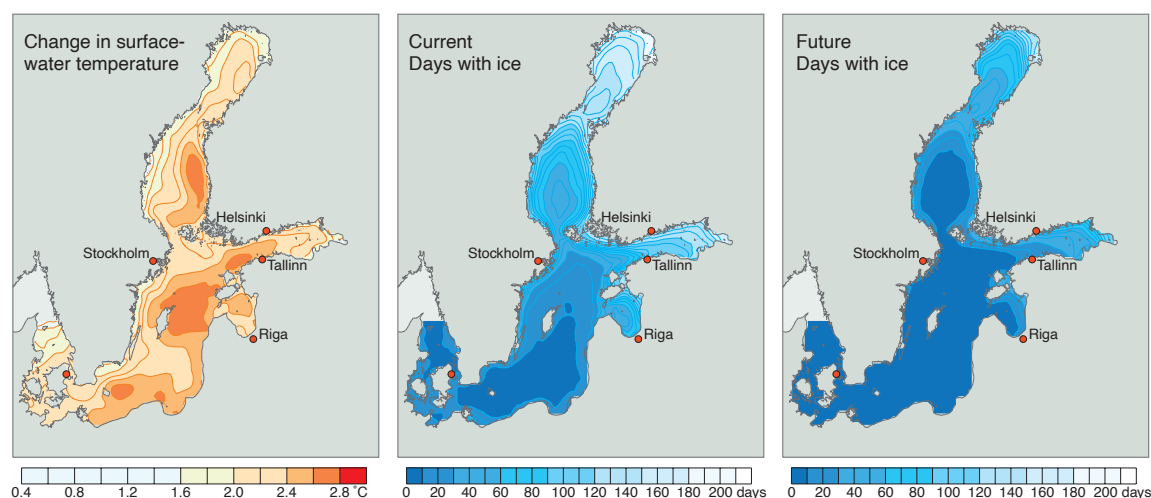 Change in surface-
water temperature
Helsinki
Stockholm
Tallinn
Riga
0.4 0.8 1.2 1.6 2.0 2.4 2.8 °C
Current
Days with ice
Helsinki
Stockholm
Tallinn
Riga
0 20 40 60 80 100 120 140 160 180 200 days
Future
Days with ice
Helsinki
Stockholm
Tallinn
Riga
0 20 40 60 80 100 120 140 160 180 200 days